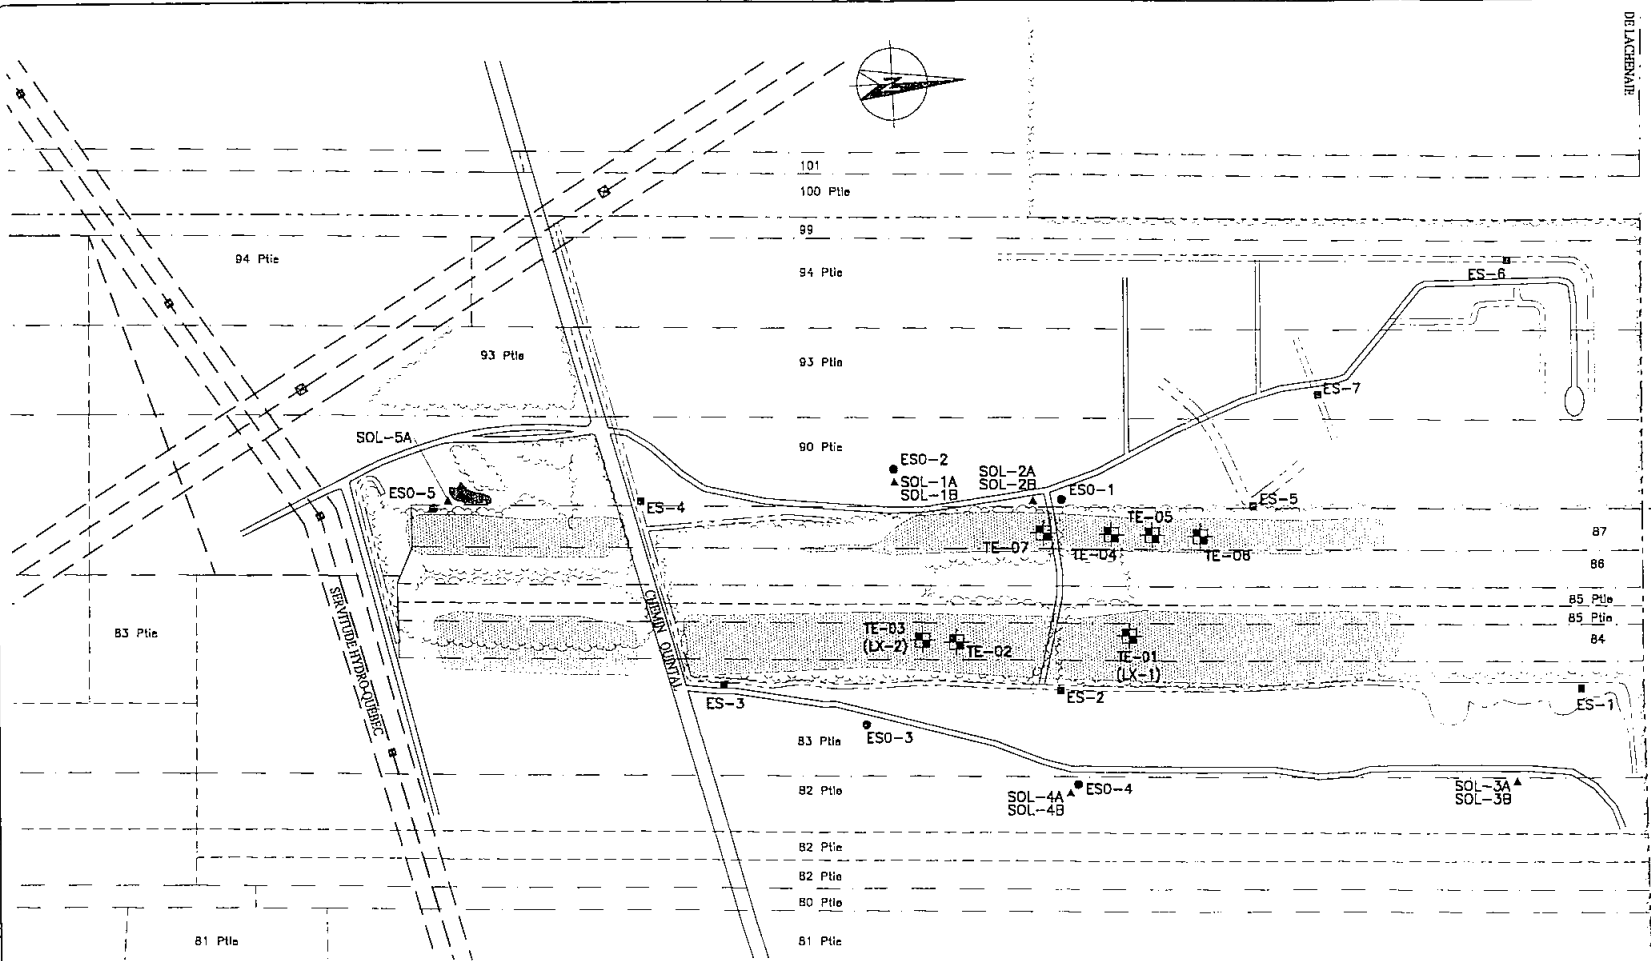 DE LACHENAIE
N
101
100 Ptie
99
94 Ptie
94 Ptie
ES-6
93 Ptie
93 Ptie
ES-7
SOL-5A
90 Ptie
ESO-2
SOL-1A
SOL-1B
SOL-2A
SOL-2B
ESO-5
ESO-1
ES-4
ES-5
TE-05
87
TE-07
TE-04
TE-06
86
85 Ptie
85 Ptie
84
83 Ptie
SERVITUDE HYDRO-QUÉBEC
CHEMIN QUINTAL
TE-03
(LX-2)
TE-02
TE-01
(LX-1)
ES-3
ES-2
ES-1
83 Ptie
ESO-3
82 Ptie
SOL-4A
SOL-4B
ESO-4
SOL-3A
SOL-3B
82 Ptie
82 Ptie
80 Ptie
81 Ptie
81 Ptie